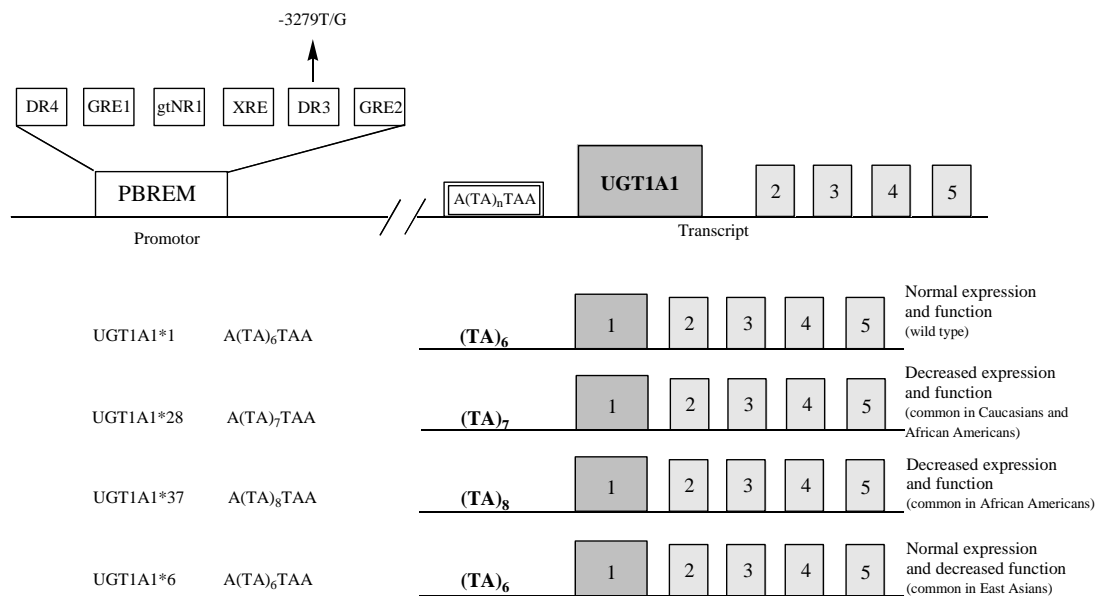 -3279T/G
DR4 GRE1 gtNR1 XRE DR3 GRE2
PBREM
A(TA)nTAA
UGT1A1
2 3 4 5
Promotor
Transcript
UGT1A1*1 A(TA)6TAA (TA)6 1 2 3 4 5
Normal expression
and function
(wild type)
UGT1A1*28 A(TA)7TAA (TA)7 1 2 3 4 5
Decreased expression
and function
(common in Caucasians and
African Americans)
UGT1A1*37 A(TA)8TAA (TA)8 1 2 3 4 5
Decreased expression
and function
(common in African Americans)
UGT1A1*6 A(TA)6TAA (TA)6 1 2 3 4 5
Normal expression
and decreased function
(common in East Asians)